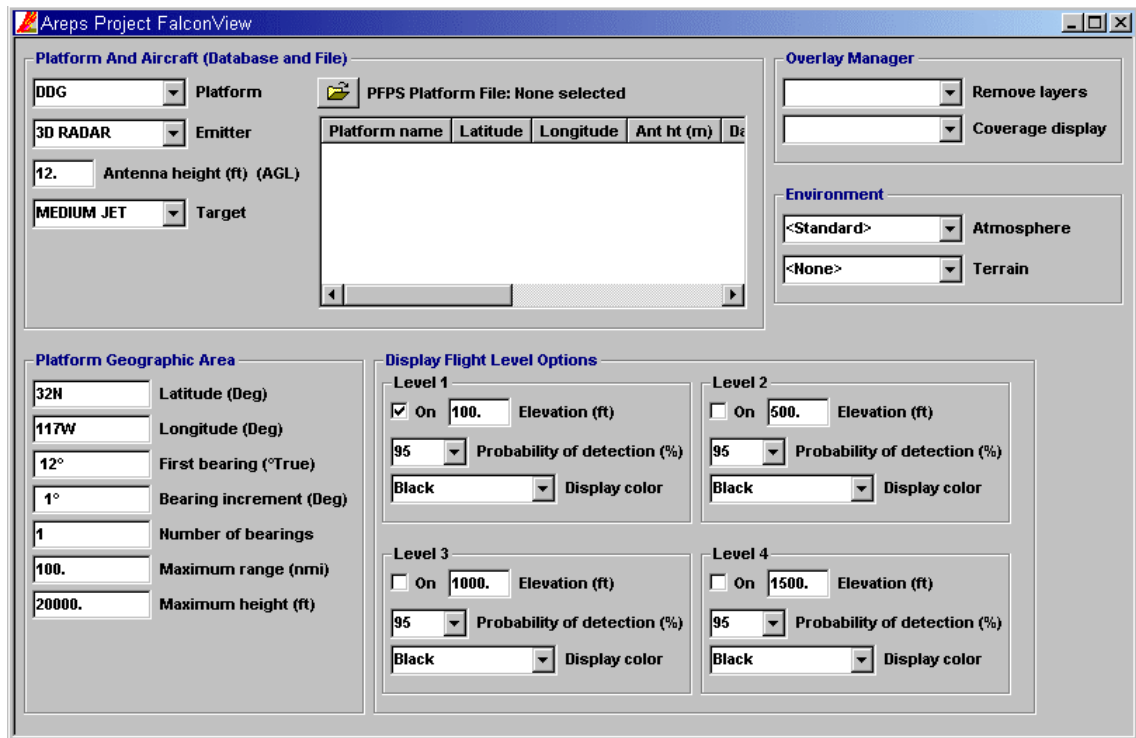 Areps Project FalconView
Platform And Aircraft (Database and File)
DDG Platform
3D RADAR Emitter
12. Antenna height (ft) (AGL)
MEDIUM JET Target
PFPS Platform File: None selected
Platform name Latitude Longitude Ant ht (m) Da
Overlay Manager
Remove layers
Coverage display
Environment
<Standard> Atmosphere
<None> Terrain
Platform Geographic Area
32N Latitude (Deg)
117W Longitude (Deg)
12° First bearing (°True)
1° Bearing increment (Deg)
1 Number of bearings
100. Maximum range (nmi)
20000. Maximum height (ft)
Display Flight Level Options
Level 1
On 100. Elevation (ft)
95 Probability of detection (%)
Black Display color
Level 2
On 500. Elevation (ft)
95 Probability of detection (%)
Black Display color
Level 3
On 1000. Elevation (ft)
95 Probability of detection (%)
Black Display color
Level 4
On 1500. Elevation (ft)
95 Probability of detection (%)
Black Display color